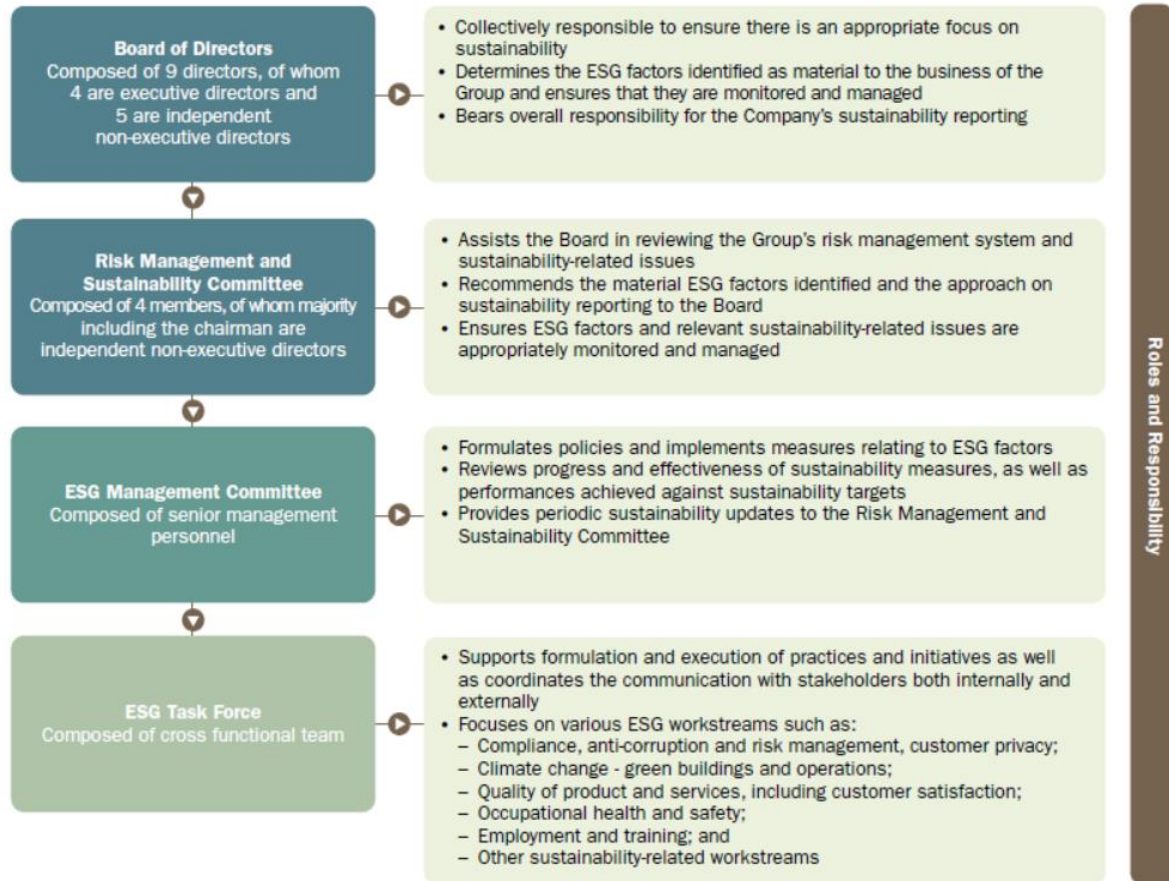 Board of Directors
Composed of 9 directors, of whom
4 are executive directors and
5 are independent
non-executive directors
• Collectively responsible to ensure there is an appropriate focus on
sustainability
• Determines the ESG factors identified as material to the business of the
Group and ensures that they are monitored and managed
• Bears overall responsibility for the Company's sustainability reporting
Risk Management and
Sustainability Committee
Composed of 4 members, of whom majority
including the chairman are
independent non-executive directors
• Assists the Board in reviewing the Group's risk management system and
sustainability-related issues
• Recommends the material ESG factors identified and the approach on
sustainability reporting to the Board
• Ensures ESG factors and relevant sustainability-related issues are
appropriately monitored and managed
ESG Management Committee
Composed of senior management
personnel
• Formulates policies and implements measures relating to ESG factors
• Reviews progress and effectiveness of sustainability measures, as well as
performances achieved against sustainability targets
• Provides periodic sustainability updates to the Risk Management and
Sustainability Committee
ESG Task Force
Composed of cross functional team
• Supports formulation and execution of practices and initiatives as well
as coordinates the communication with stakeholders both internally and
externally
• Focuses on various ESG workstreams such as:
– Compliance, anti-corruption and risk management, customer privacy;
– Climate change - green buildings and operations;
– Quality of product and services, including customer satisfaction;
– Occupational health and safety;
– Employment and training; and
– Other sustainability-related workstreams
Roles and Responsibility